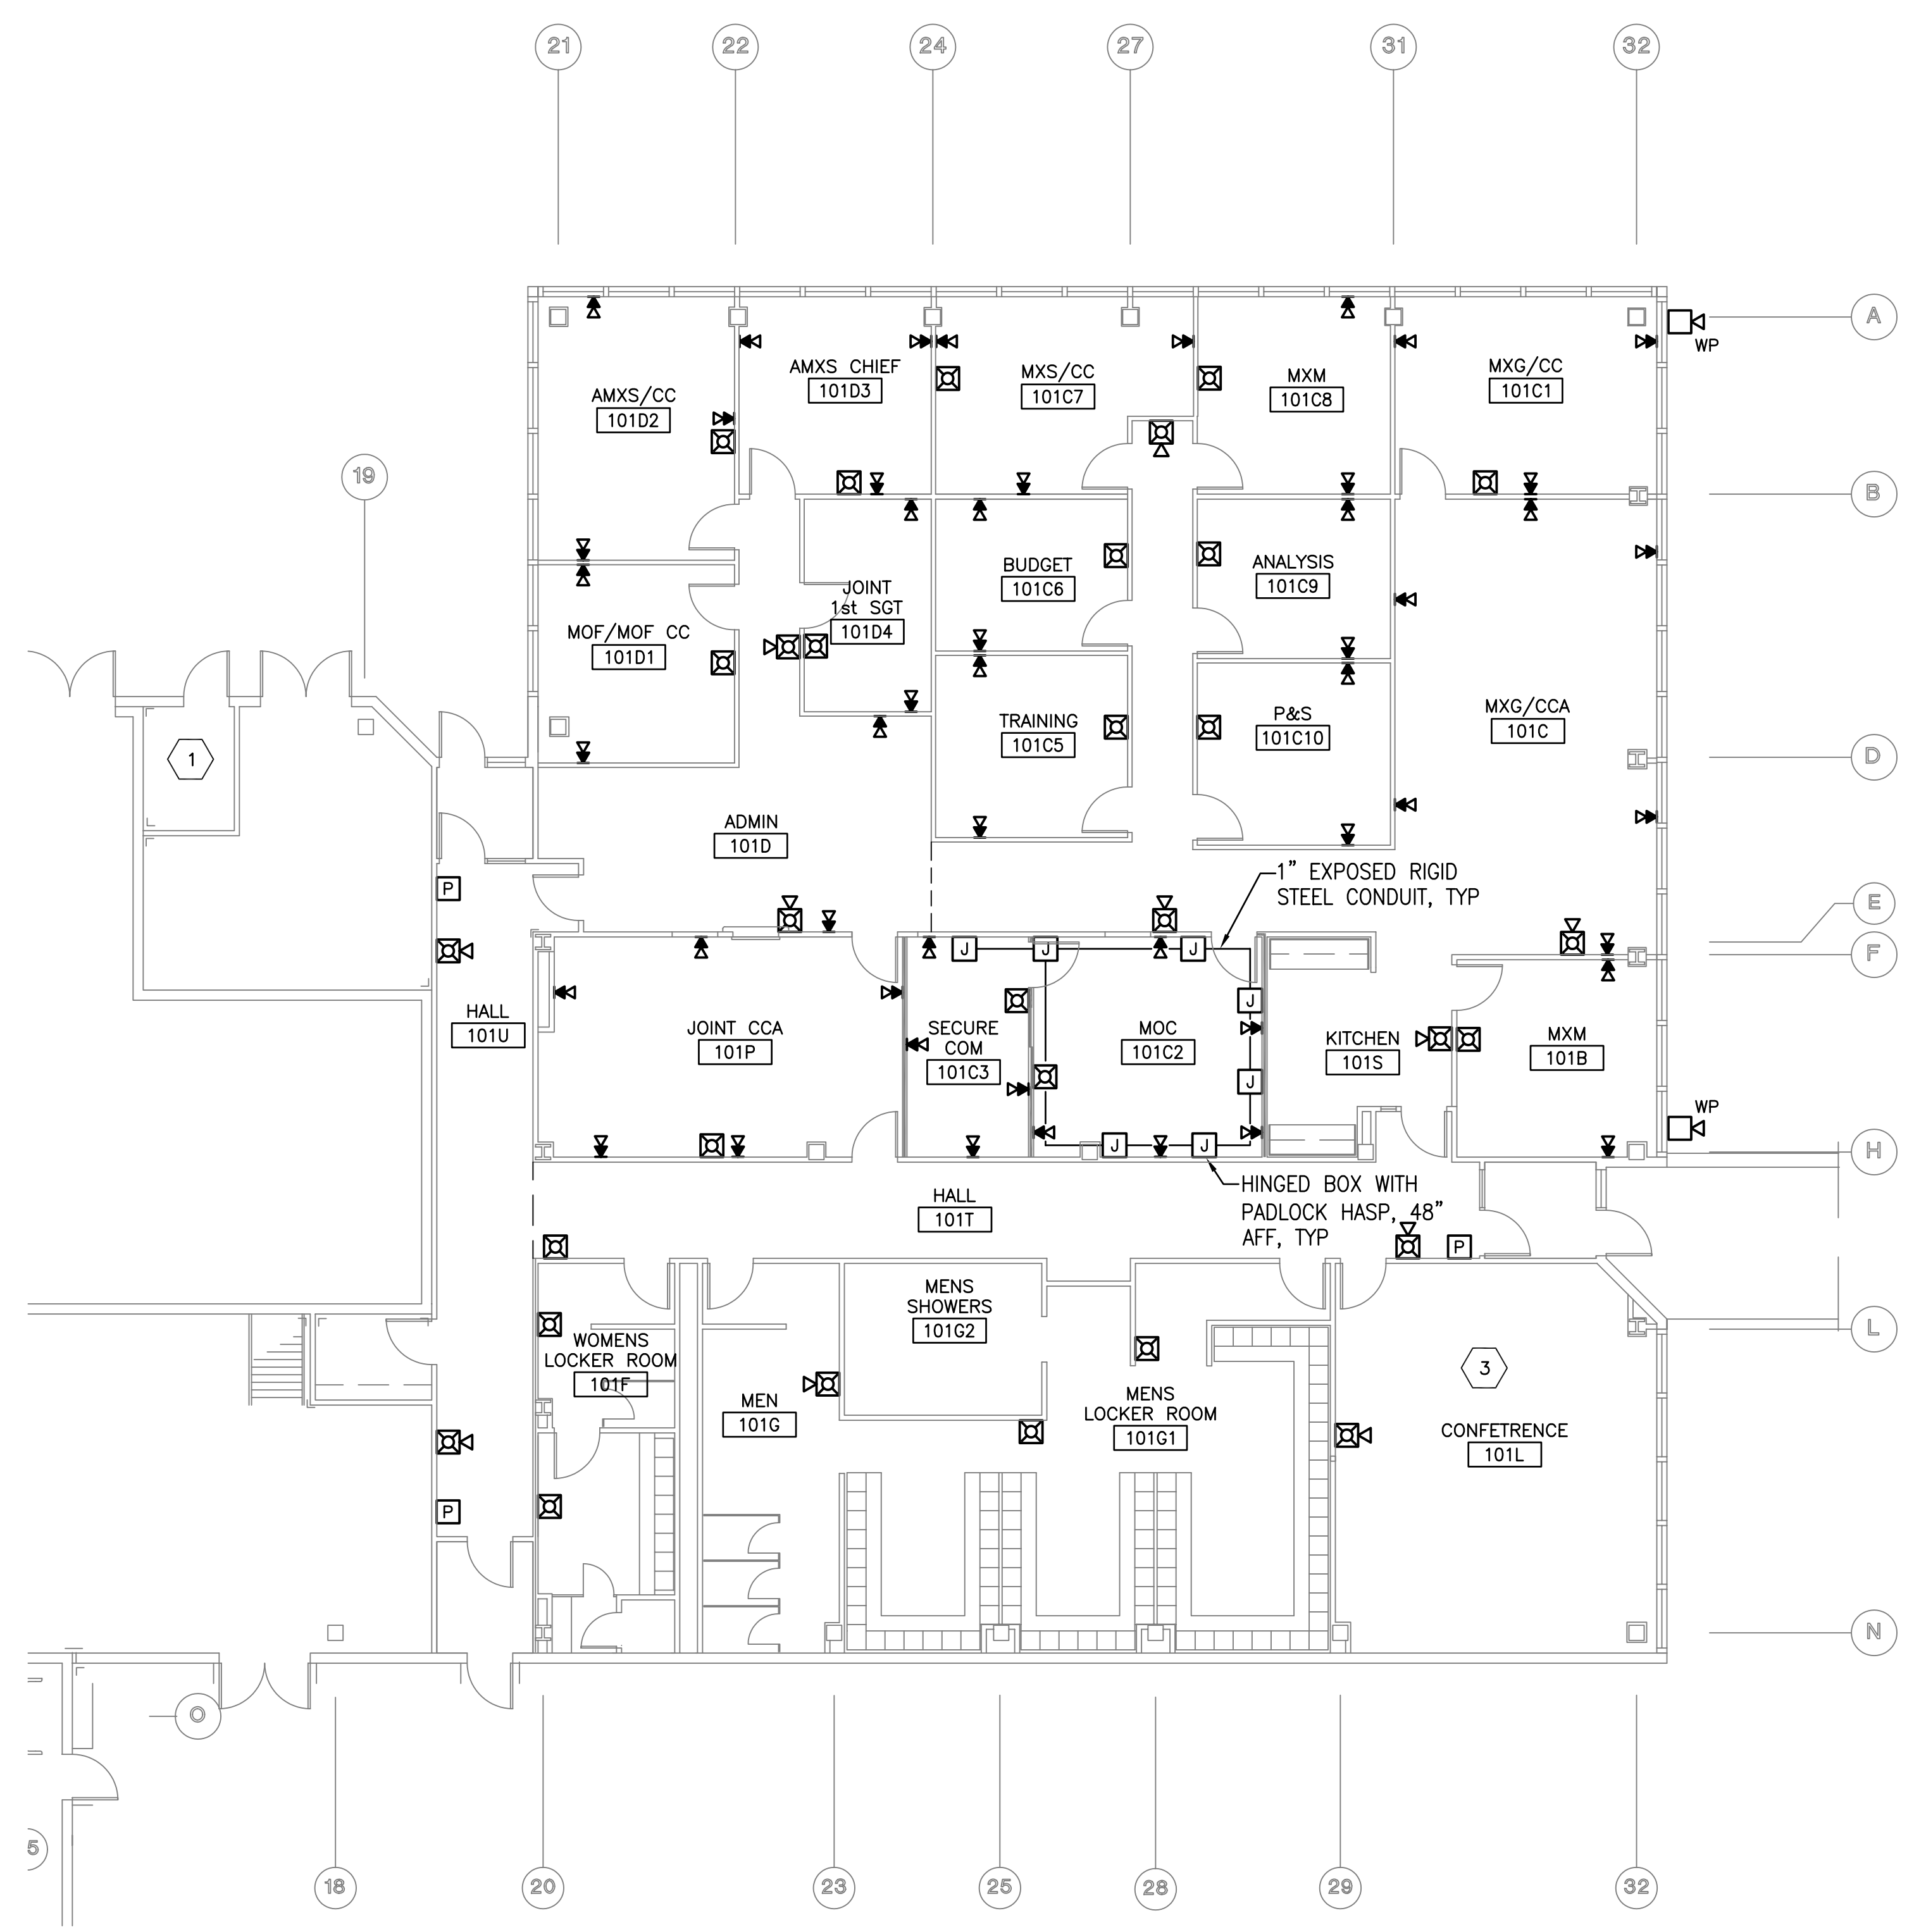 21
22
24
27
31
32
A
WP
AMXS CHIEF
101D3
MXS/CC
101C7
MXM
101C8
MXG/CC
101C1
AMXS/CC
101D2
19
B
BUDGET
101C6
ANALYSIS
101C9
JOINT
1st SGT
101D4
MOF/MOF CC
101D1
TRAINING
101C5
P&S
101C10
MXG/CCA
101C
1
D
ADMIN
101D
1" EXPOSED RIGID
STEEL CONDUIT, TYP
P
E
F
J
J
J
HALL
101U
JOINT CCA
101P
SECURE
COM
101C3
MOC
101C2
J
J
KITCHEN
101S
MXM
101B
WP
J
J
H
HINGED BOX WITH
PADLOCK HASP, 48"
AFF, TYP
HALL
101T
P
MENS
SHOWERS
101G2
WOMENS
LOCKER ROOM
101F
L
3
MEN
101G
MENS
LOCKER ROOM
101G1
CONFETRENCE
101L
P
N
O
5
18
20
23
25
28
29
32